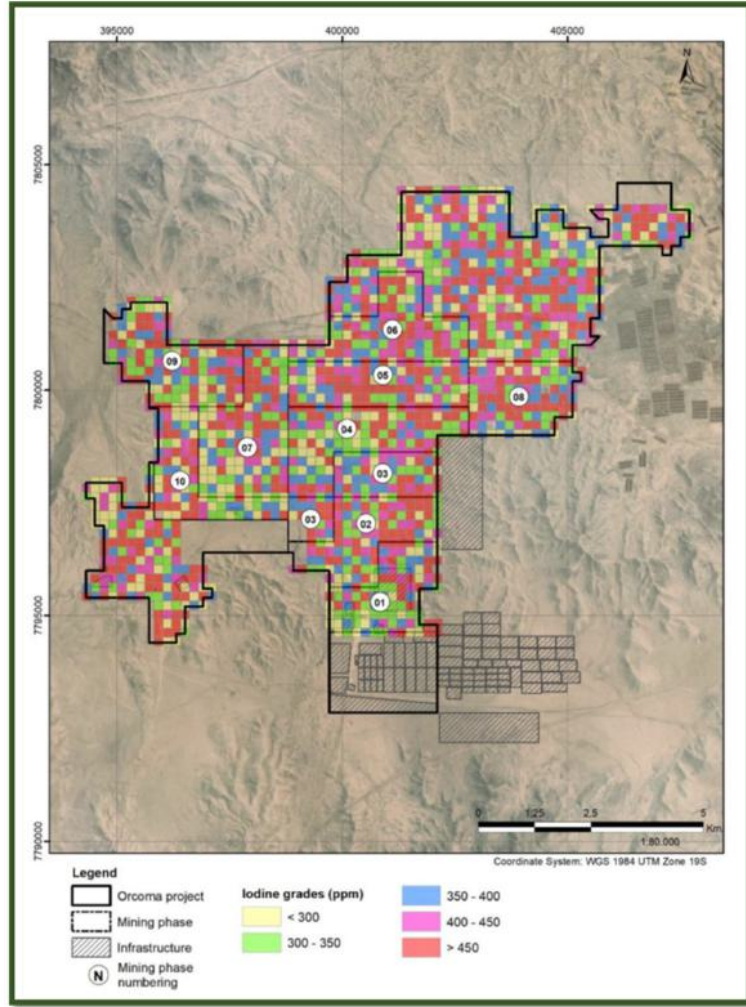 395000 400000 405000
N
7805000
06
09
05
7800000
08
04
07
03
10
03
02
7795000
01
0 1.25 2.5 5
Km
1:80.000
7790000
Coordinate System: WGS 1984 UTM Zone 19S
Legend
Orcoma project
Mining phase
Infrastructure
N Mining phase
numbering
Iodine grades (ppm)
< 300
300 - 350
350 - 400
400 - 450
> 450